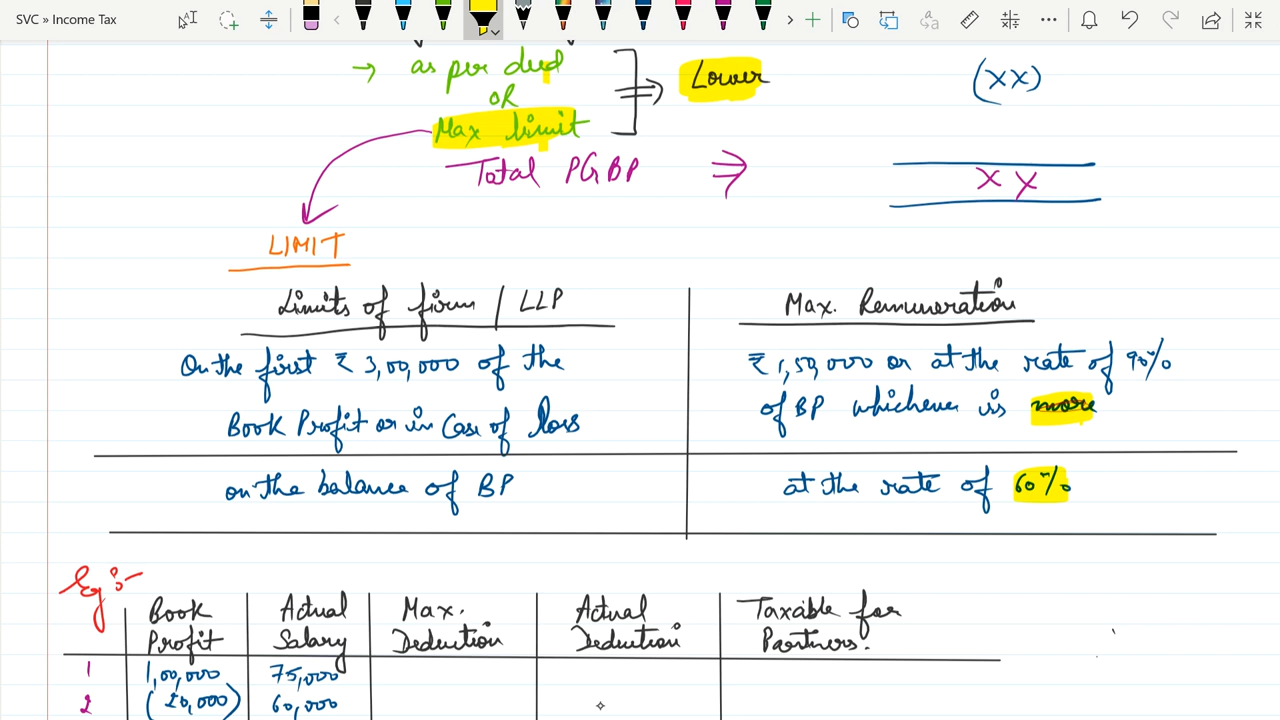 SVC » Income Tax
→ as per deed
OR
Max limit
⇒ Lower
(XX)
Total PGBP ⇒ XX
LIMIT
Limits of firm / LLP
Max. Remuneration
On the first ₹ 3,00,000 of the
Book Profit or in Case of loss
₹ 1,50,000 or at the rate of 90%
of BP whichever is more
on the balance of BP
at the rate of 60%
Eg :-
Book Profit
Actual Salary
Max. Deduction
Actual Deduction
Taxable for Partners.
1 1,00,000 75,000
2 (20,000) 60,000